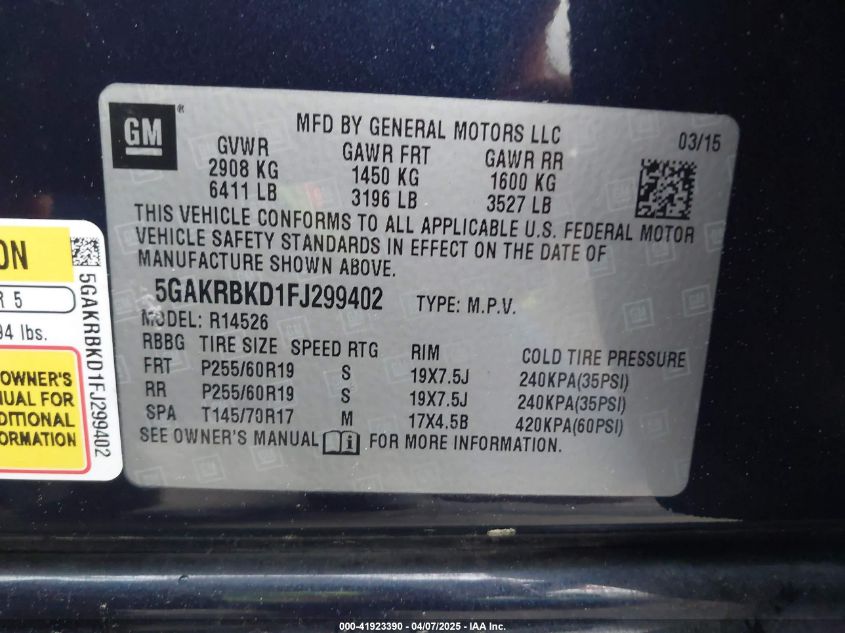 GM ®
MFD BY GENERAL MOTORS LLC 03/15
GVWR GAWR FRT GAWR RR
2908 KG 1450 KG 1600 KG
6411 LB 3196 LB 3527 LB
THIS VEHICLE CONFORMS TO ALL APPLICABLE U.S. FEDERAL MOTOR
VEHICLE SAFETY STANDARDS IN EFFECT ON THE DATE OF
MANUFACTURE SHOWN ABOVE.
5GAKRBKD1FJ299402 TYPE: M.P.V.
MODEL: R14526
RBBG TIRE SIZE SPEED RTG RIM COLD TIRE PRESSURE
FRT P255/60R19 S 19X7.5J 240KPA(35PSI)
RR P255/60R19 S 19X7.5J 240KPA(35PSI)
SPA T145/70R17 M 17X4.5B 420KPA(60PSI)
SEE OWNER'S MANUAL FOR MORE INFORMATION.
ON
R 5
94 lbs.
OWNER'S
UAL FOR
DITIONAL
ORMATION
5GAKRBKD1FJ299402
000-41923390 - 04/07/2025 - IAA Inc.